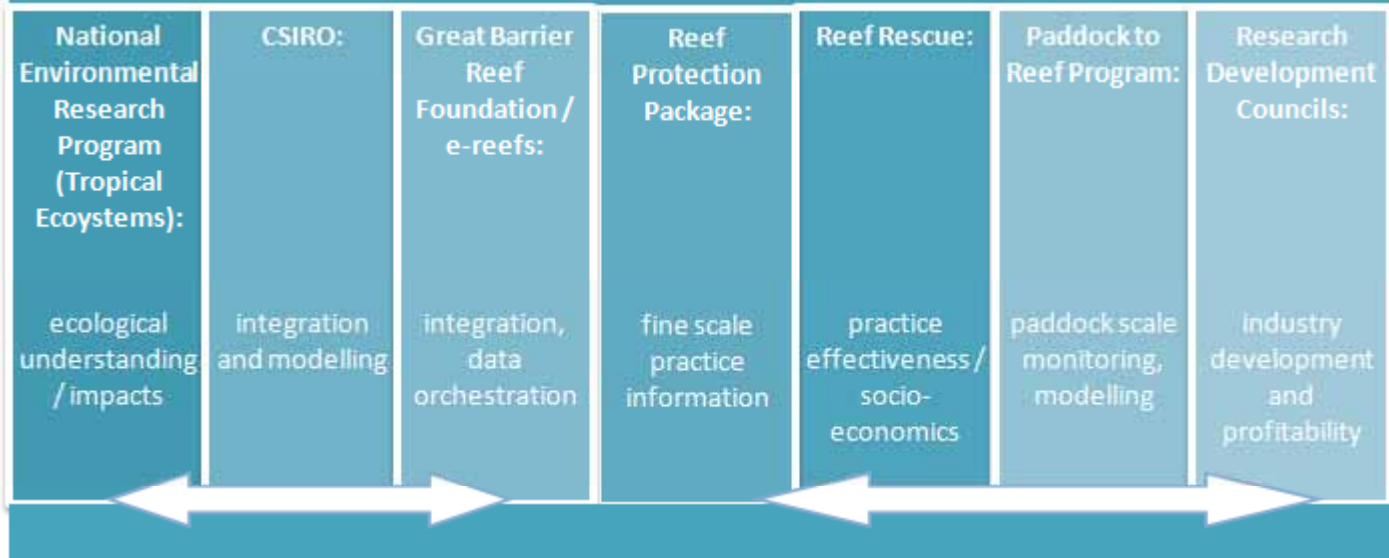 National
Environmental
Research
Program
(Tropical
Ecoystems):
ecological
understanding
/ impacts
CSIRO:
integration
and modelling
Great Barrier
Reef
Foundation /
e-reefs:
integration,
data
orchestration
Reef
Protection
Package:
fine scale
practice
information
Reef Rescue:
practice
effectiveness /
socio-
economics
Paddock to
Reef Program:
paddock scale
monitoring,
modelling
Research
Development
Councils:
industry
development
and
profitability